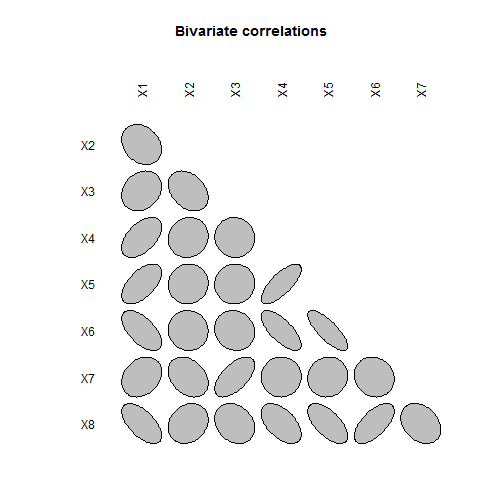 Bivariate correlations
X1 X2 X3 X4 X5 X6 X7
X2
X3
X4
X5
X6
X7
X8